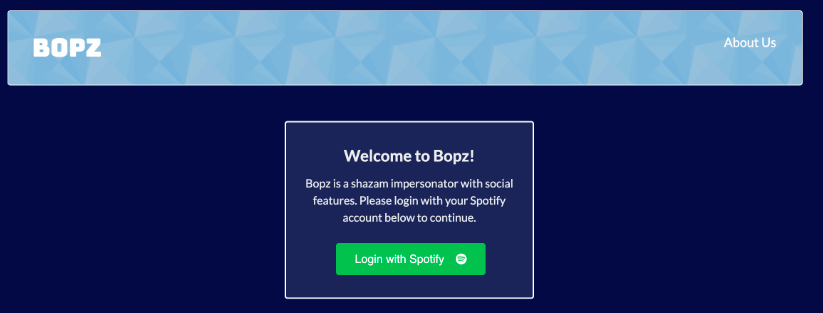 BOPZ
About Us
Welcome to Bopz!
Bopz is a shazam impersonator with social
features. Please login with your Spotify
account below to continue.
Login with Spotify